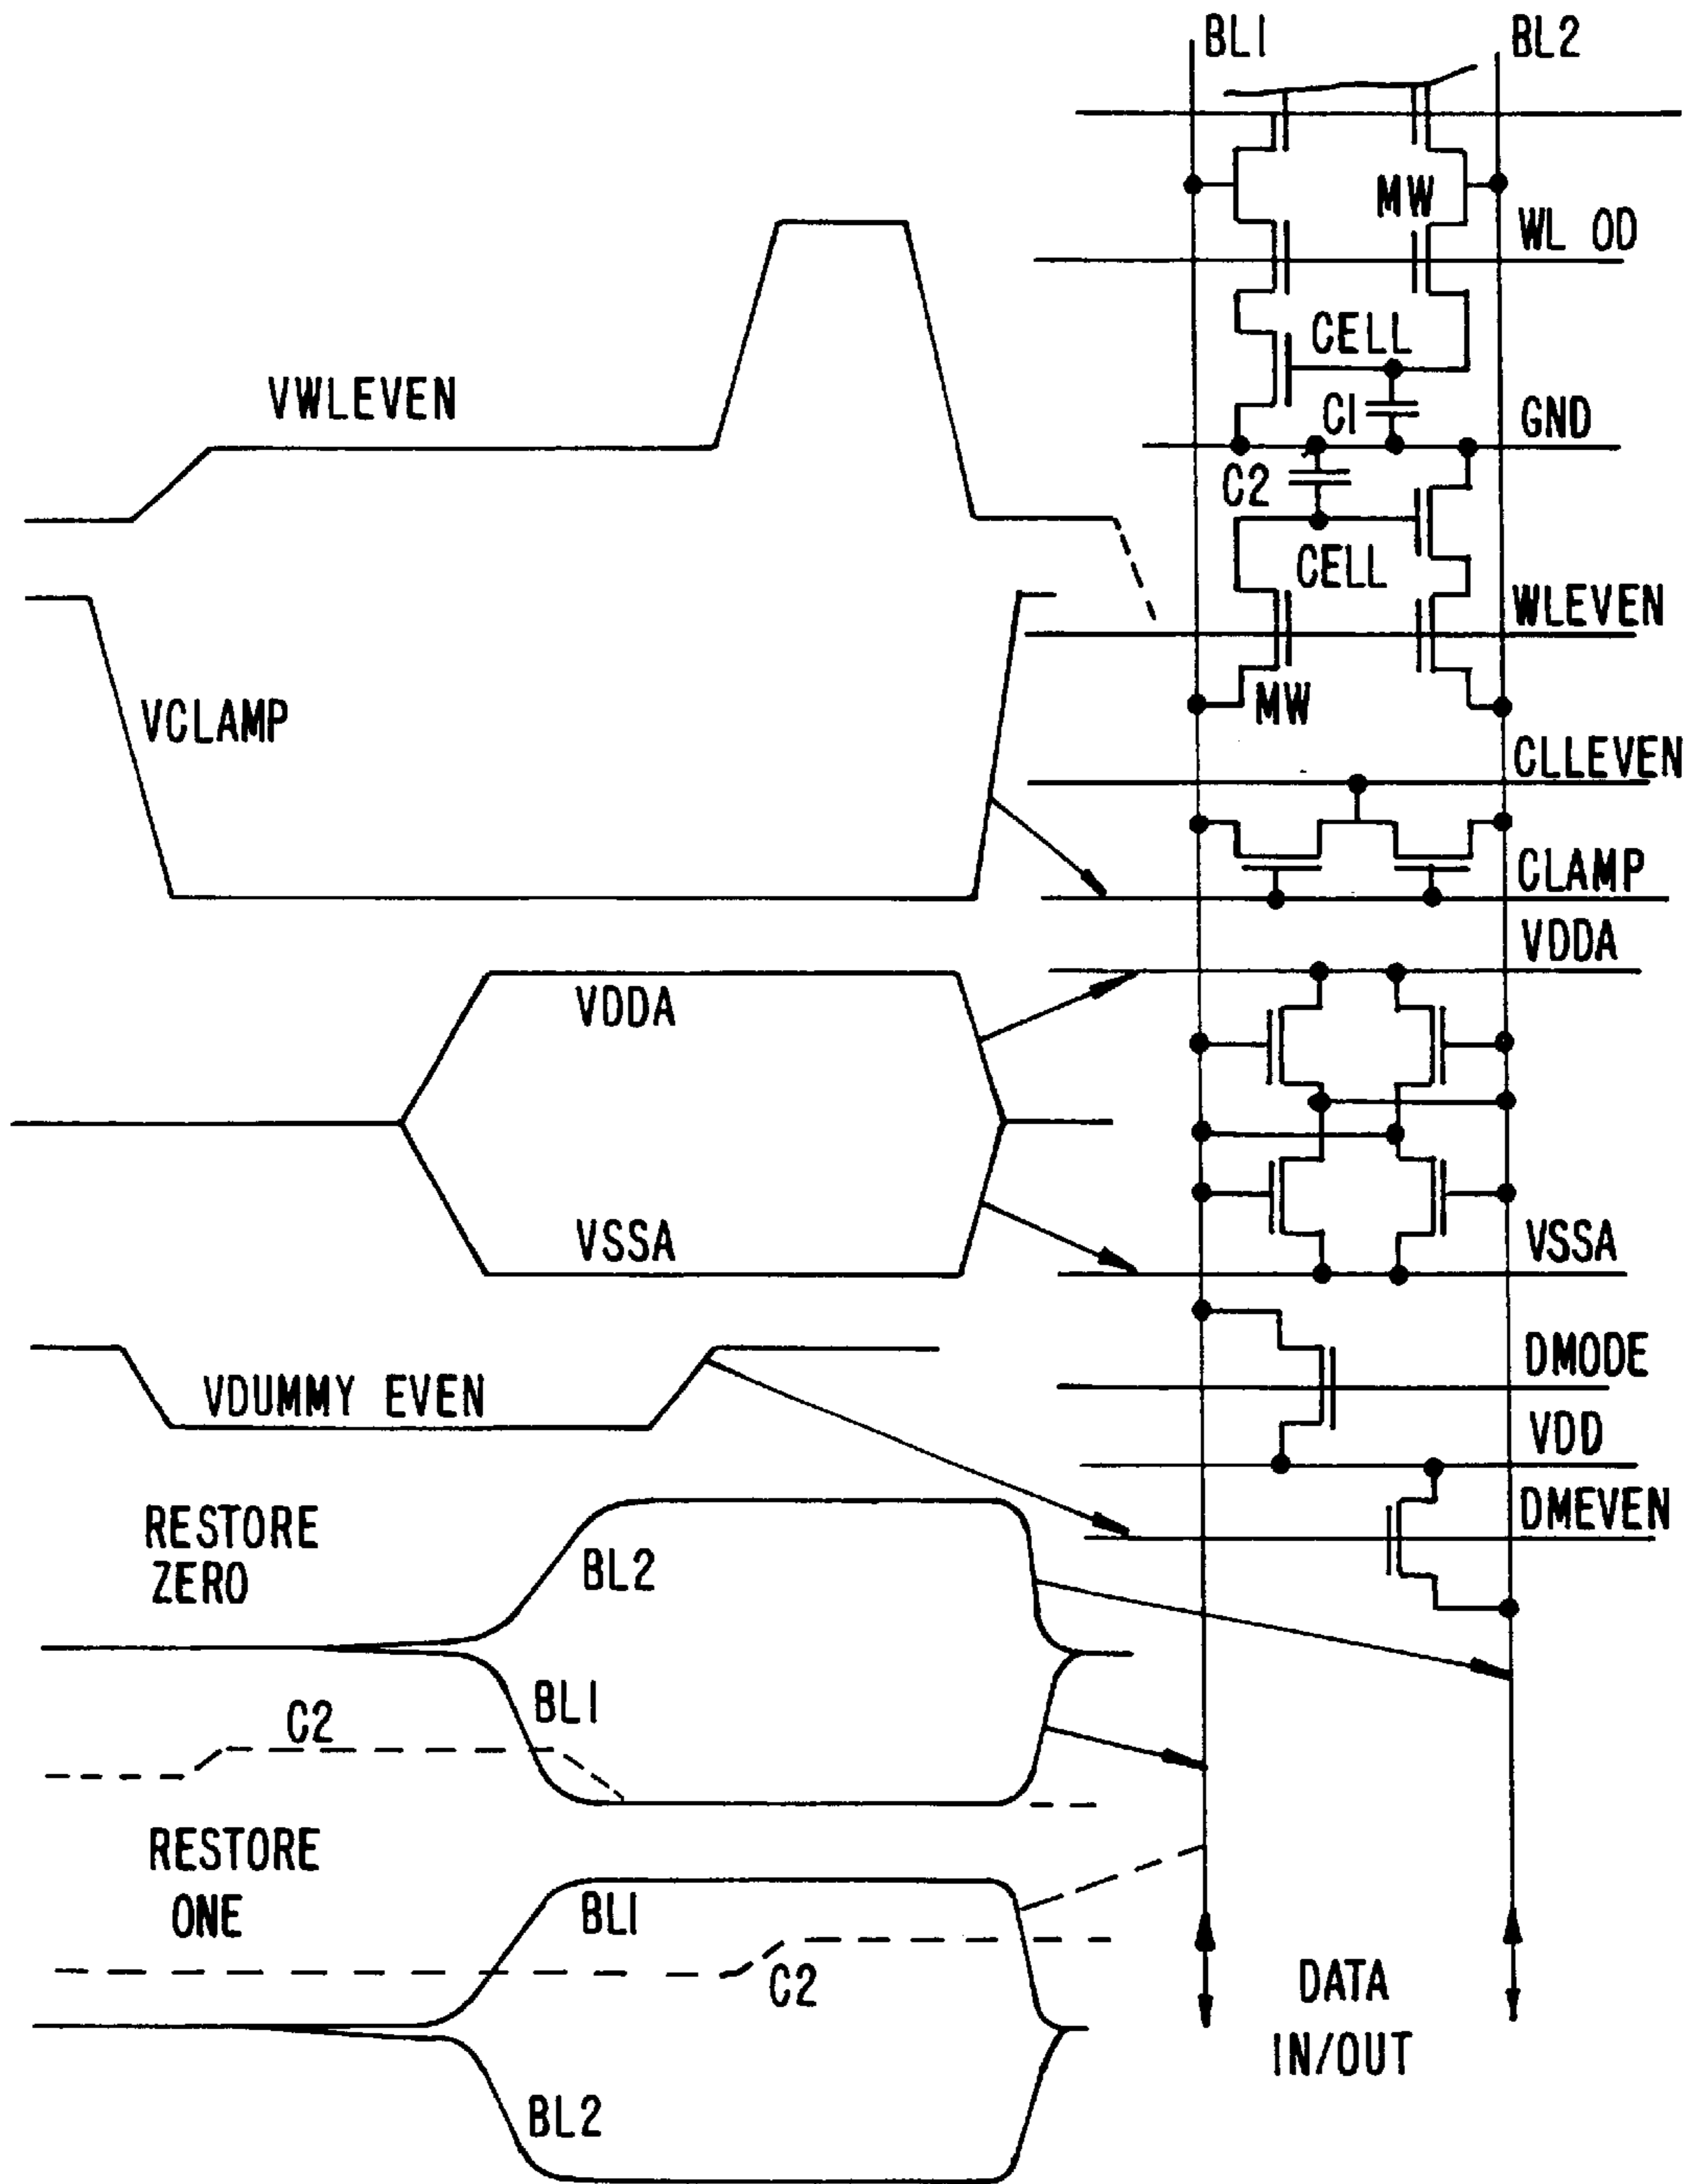 BL1
BL2
MW
WL OD
CELL
VWLEVEN
C1
GND
C2
CELL
WLEVEN
VCLAMP
MW
CLLEVEN
CLAMP
VDDA
VDDA
VSSA
VSSA
DMODE
VDUMMY EVEN
VDD
RESTORE
ZERO
DMEVEN
BL2
BL1
C2
RESTORE
ONE
BL1
C2
DATA
IN/OUT
BL2